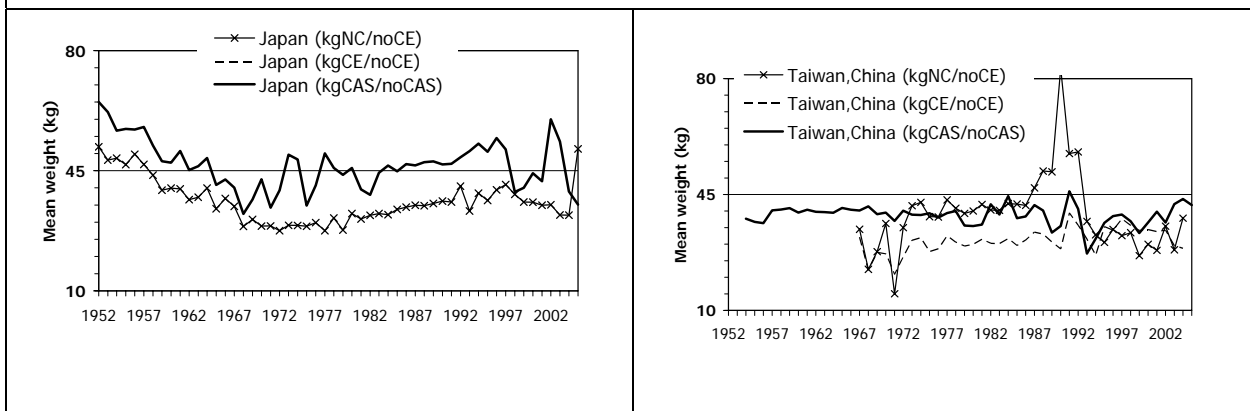 Japan (kgNC/noCE)
Japan (kgCE/noCE)
Japan (kgCAS/noCAS)
Mean weight (kg)
80
45
10
1952 1957 1962 1967 1972 1977 1982 1987 1992 1997 2002
Taiwan,China (kgNC/noCE)
Taiwan,China (kgCE/noCE)
Taiwan,China (kgCAS/noCAS)
Mean weight (kg)
80
45
10
1952 1957 1962 1967 1972 1977 1982 1987 1992 1997 2002